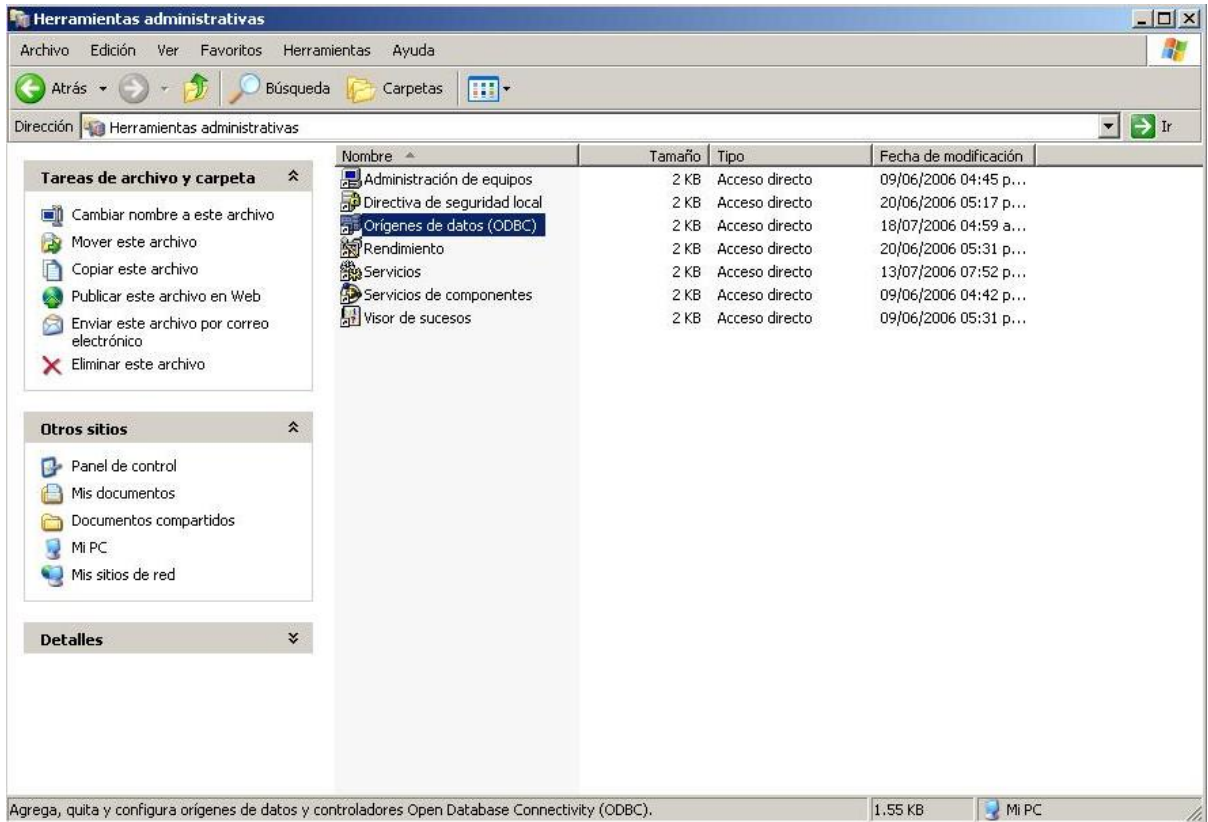 Herramientas administrativas
Archivo Edición Ver Favoritos Herramientas Ayuda
Atrás Búsqueda Carpetas
Dirección Herramientas administrativas Ir
Tareas de archivo y carpeta
Cambiar nombre a este archivo
Mover este archivo
Copiar este archivo
Publicar este archivo en Web
Enviar este archivo por correo
electrónico
Eliminar este archivo
Otros sitios
Panel de control
Mis documentos
Documentos compartidos
Mi PC
Mis sitios de red
Detalles
Nombre Tamaño Tipo Fecha de modificación
Administración de equipos 2 KB Acceso directo 09/06/2006 04:45 p...
Directiva de seguridad local 2 KB Acceso directo 20/06/2006 05:17 p...
Orígenes de datos (ODBC) 2 KB Acceso directo 18/07/2006 04:59 a...
Rendimiento 2 KB Acceso directo 20/06/2006 05:31 p...
Servicios 2 KB Acceso directo 13/07/2006 07:52 p...
Servicios de componentes 2 KB Acceso directo 09/06/2006 04:42 p...
Visor de sucesos 2 KB Acceso directo 09/06/2006 05:31 p...
Agrega, quita y configura orígenes de datos y controladores Open Database Connectivity (ODBC). 1.55 KB Mi PC